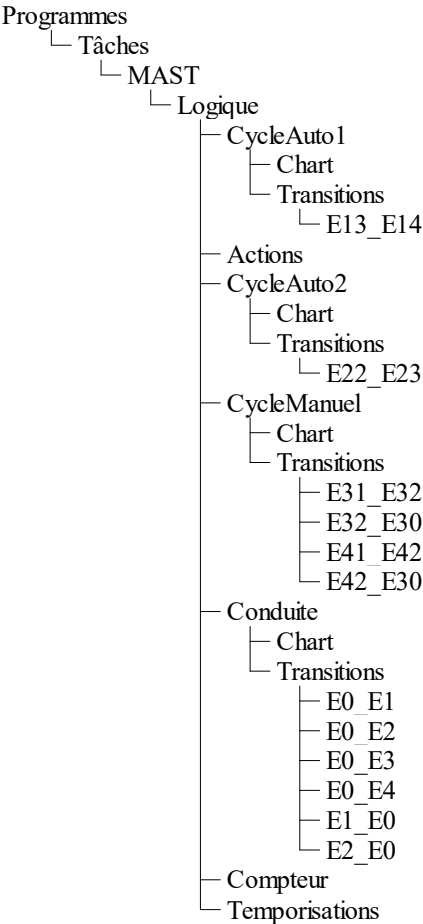 Programmes
Tâches
MAST
Logique
CycleAuto1
Chart
Transitions
E13_E14
Actions
CycleAuto2
Chart
Transitions
E22_E23
CycleManuel
Chart
Transitions
E31_E32
E32_E30
E41_E42
E42_E30
Conduite
Chart
Transitions
E0_E1
E0_E2
E0_E3
E0_E4
E1_E0
E2_E0
Compteur
Temporisations